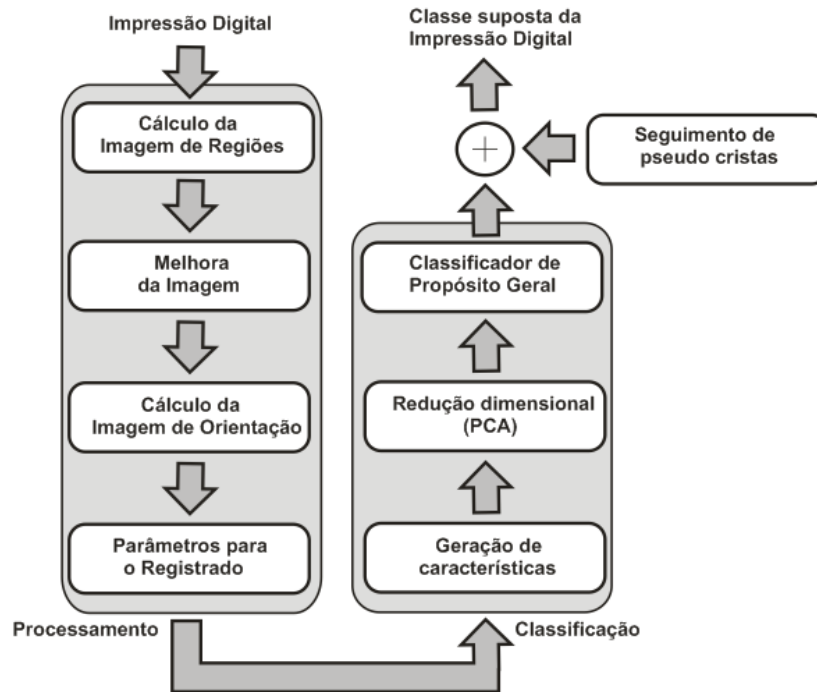 Impressão Digital
Cálculo da
Imagem de Regiões
Melhora
da Imagem
Cálculo da
Imagem de Orientação
Parâmetros para
o Registrado
Processamento
Classe suposta da
Impressão Digital
+
Seguimento de
pseudo cristas
Classificador de
Propósito Geral
Redução dimensional
(PCA)
Geração de
características
Classificação